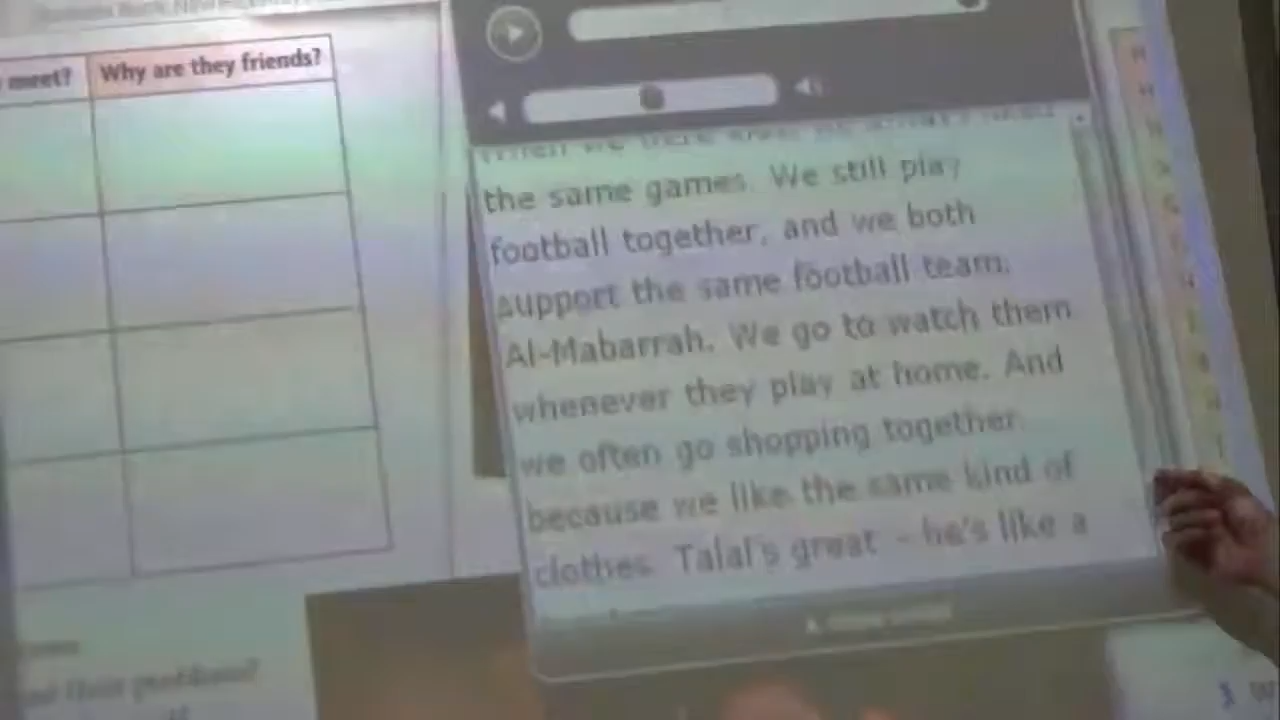 meet?
Why are they friends?
the same games. We still play
football together, and we both
support the same football team,
Al-Mabarrah. We go to watch them
whenever they play at home. And
we often go shopping together
because we like the same kind of
clothes. Talal's great – he's like a
problems?